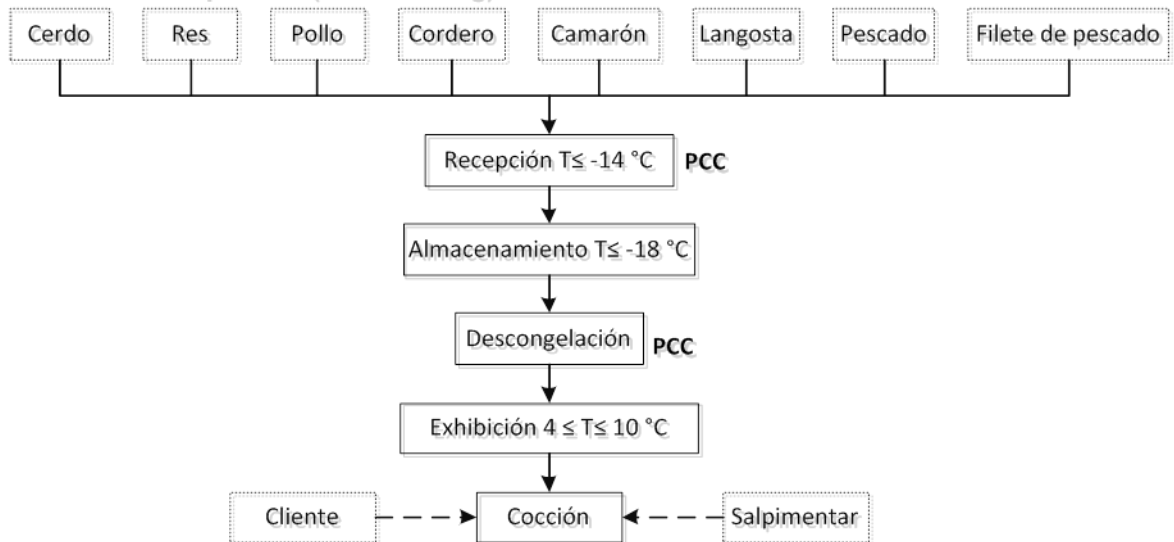 Cerdo
Res
Pollo
Cordero
Camarón
Langosta
Pescado
Filete de pescado
Recepción T≤ -14 °C
PCC
Almacenamiento T≤ -18 °C
Descongelación
PCC
Exhibición 4 ≤ T≤ 10 °C
Cliente
Cocción
Salpimentar